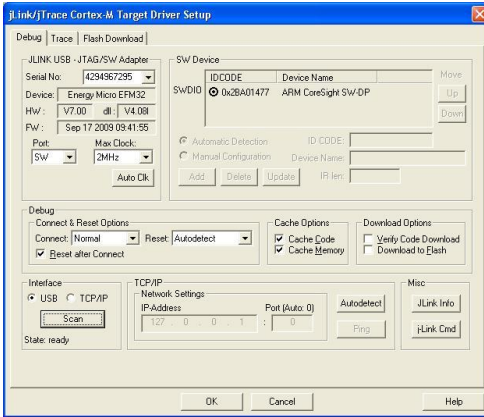 jLink/jTrace Cortex-M Target Driver Setup
Debug Trace Flash Download
JLINK USB - JTAG/SW Adapter
Serial No: 4294967295
Device: Energy Micro EFM32
HW: V7.00 dll: V4.08l
FW: Sep 17 2009 09:41:55
Port: Max Clock:
SW 2MHz
Auto Clk
SW Device
IDCODE Device Name Move
SWDIO 0x2BA01477 ARM CoreSight SW-DP Up
Down
Automatic Detection ID CODE:
Manual Configuration Device Name:
Add Delete Update IR len:
Debug
Connect & Reset Options
Connect: Normal Reset: Autodetect
Reset after Connect
Cache Options
Cache Code
Cache Memory
Download Options
Verify Code Download
Download to Flash
Interface
USB TCP/IP
Scan
State: ready
TCP/IP
Network Settings
IP-Address Port (Auto: 0)
127 . 0 . 0 . 1 : 0
Autodetect
Ping
Misc
JLink Info
j-Link Cmd
OK Cancel Help